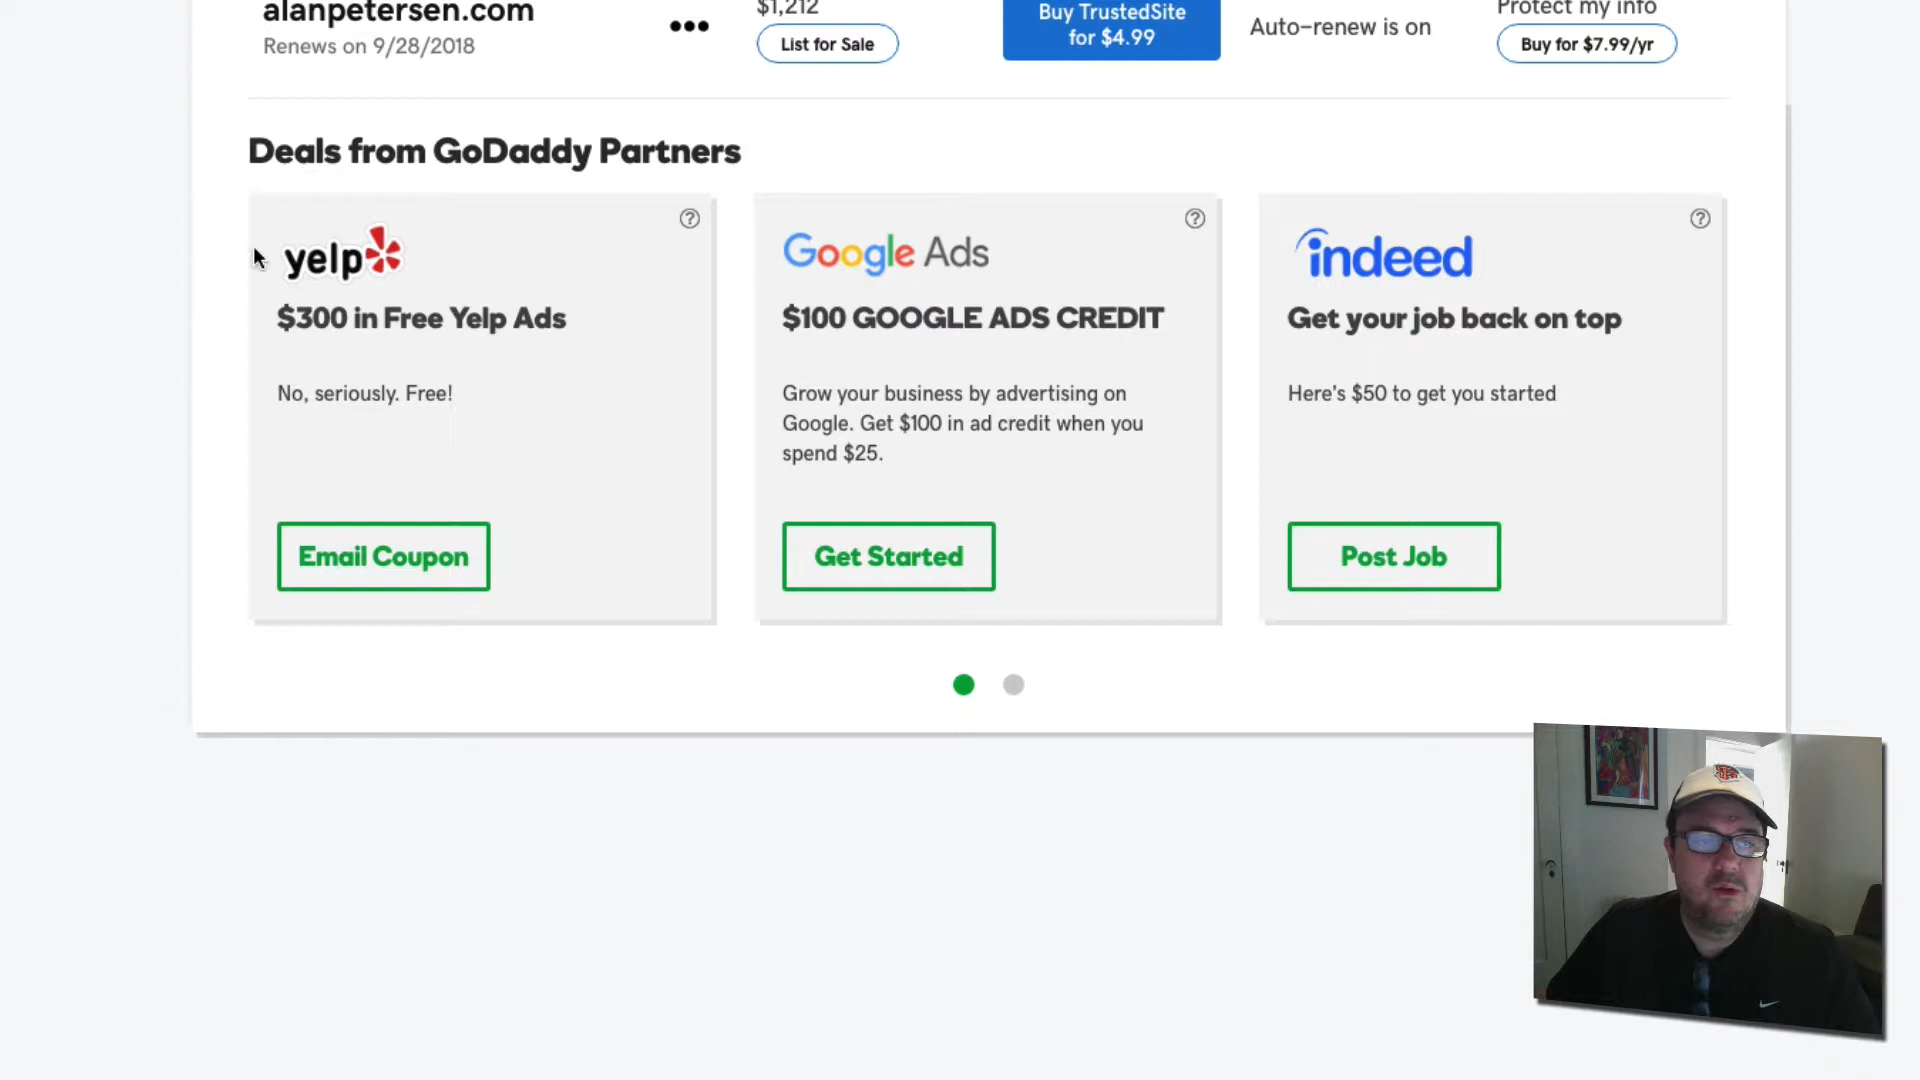 alanpetersen.com
Renews on 9/28/2018
•••
$1,212
List for Sale
Buy TrustedSite
for $4.99
Auto-renew is on
Protect my info
Buy for $7.99/yr
Deals from GoDaddy Partners
yelp
?
$300 in Free Yelp Ads
No, seriously. Free!
Email Coupon
Google Ads
?
$100 GOOGLE ADS CREDIT
Grow your business by advertising on
Google. Get $100 in ad credit when you
spend $25.
Get Started
indeed
?
Get your job back on top
Here's $50 to get you started
Post Job